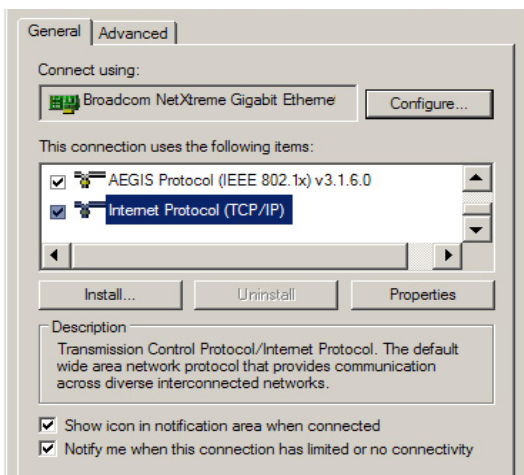 General Advanced
Connect using:
Broadcom NetXtreme Gigabit Etherne Configure...
This connection uses the following items:
AEGIS Protocol (IEEE 802.1x) v3.1.6.0
Internet Protocol (TCP/IP)
Install... Uninstall Properties
Description
Transmission Control Protocol/Internet Protocol. The default
wide area network protocol that provides communication
across diverse interconnected networks.
Show icon in notification area when connected
Notify me when this connection has limited or no connectivity